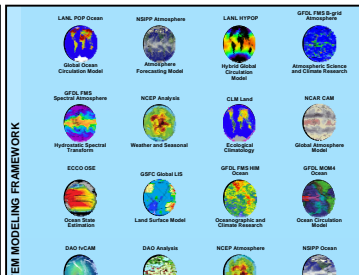 LANL POP Ocean
Global Ocean
Circulation Model
NSIPP Atmosphere
Atmosphere
Forecasting Model
LANL HYPOP
Hybrid Global
Circulation
Model
GFDL FMS B-grid
Atmosphere
Atmospheric Science
and Climate Research
GFDL FMS
Spectral Atmosphere
Hydrostatic Spectral
Transform
NCEP Analysis
Weather and Seasonal
CLM Land
Ecological
Climatology
NCAR CAM
Global Atmosphere
Model
ECCO OSE
Ocean State
Estimation
GSFC Global LIS
Land Surface Model
GFDL FMS HIM
Ocean
Oceanographic and
Climate Research
GFDL MOM4
Ocean
Ocean Circulation
Model
DAO fvCAM
DAO Analysis
NCEP Atmosphere
NSIPP Ocean
EM MODELING FRAMEWORK